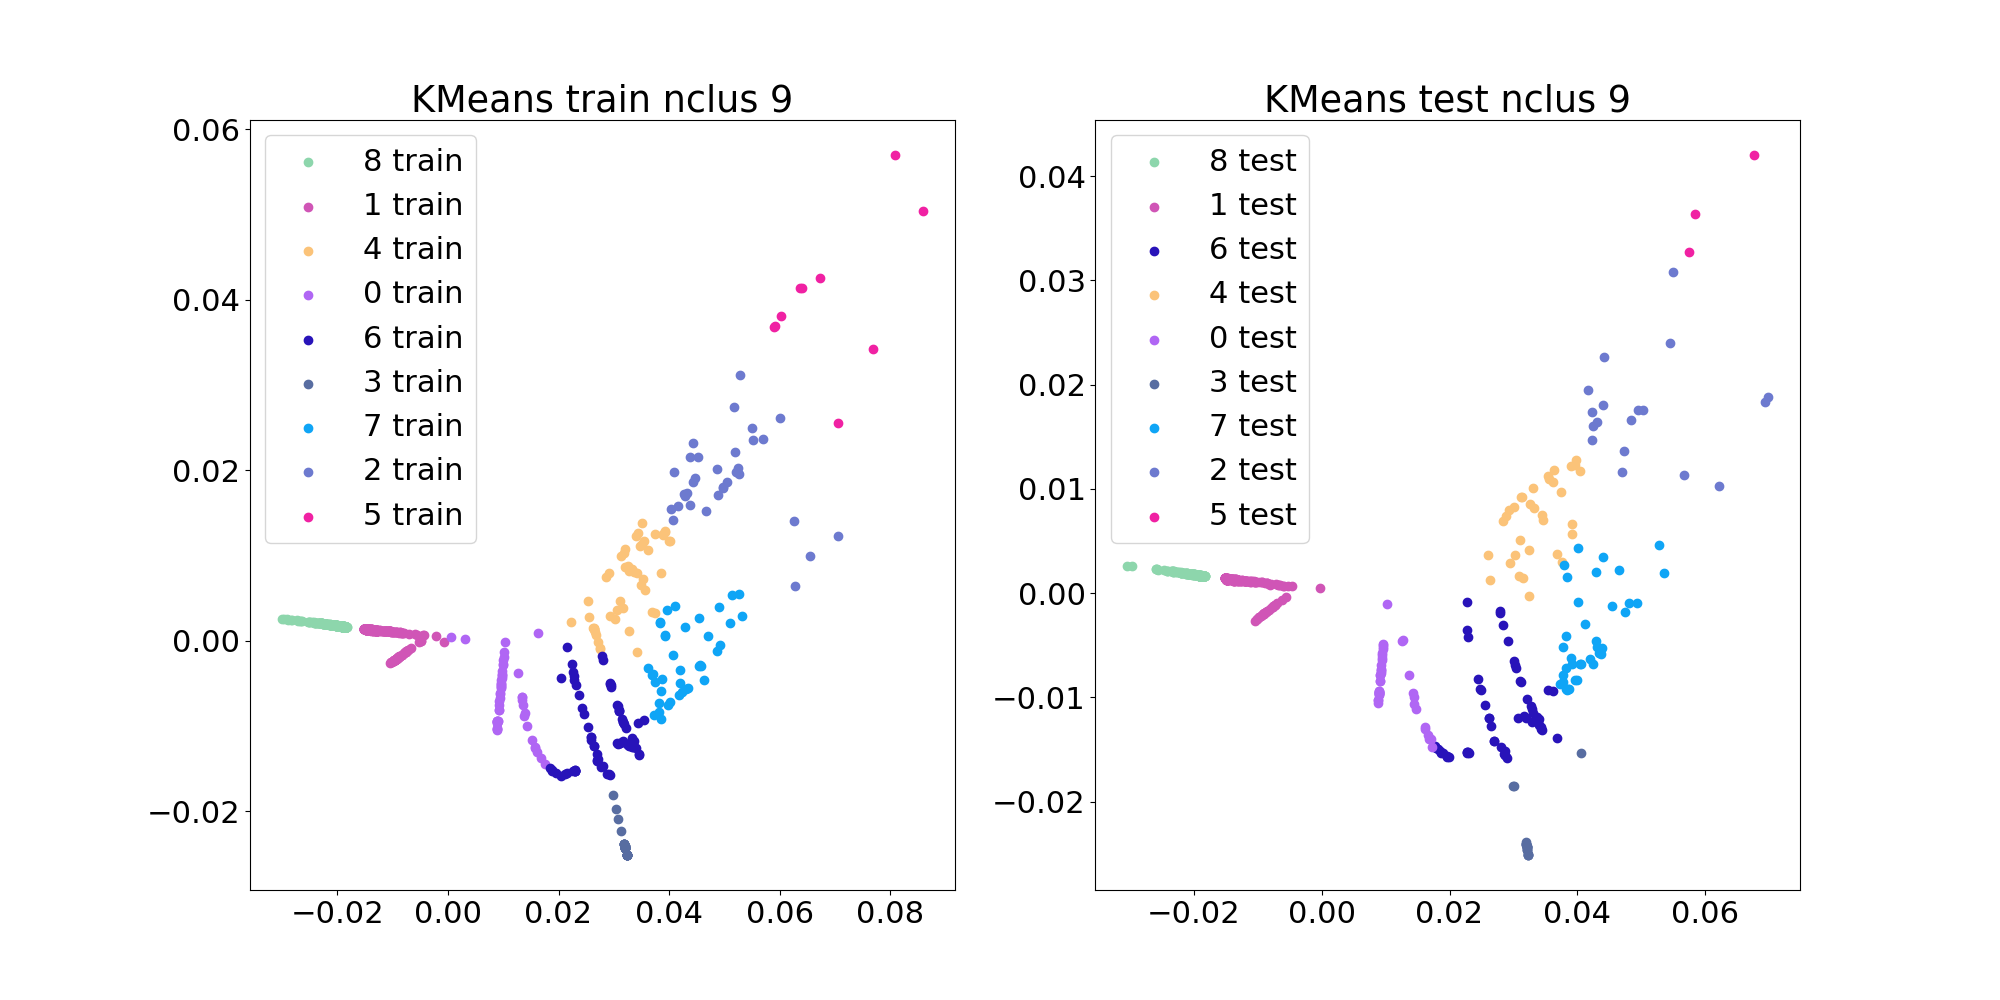 KMeans train nclus 9
0.06
0.04
0.02
0.00
−0.02
8 train
1 train
4 train
0 train
6 train
3 train
7 train
2 train
5 train
−0.02 0.00 0.02 0.04 0.06 0.08
KMeans test nclus 9
0.04
0.03
0.02
0.01
0.00
−0.01
−0.02
8 test
1 test
6 test
4 test
0 test
3 test
7 test
2 test
5 test
−0.02 0.00 0.02 0.04 0.06